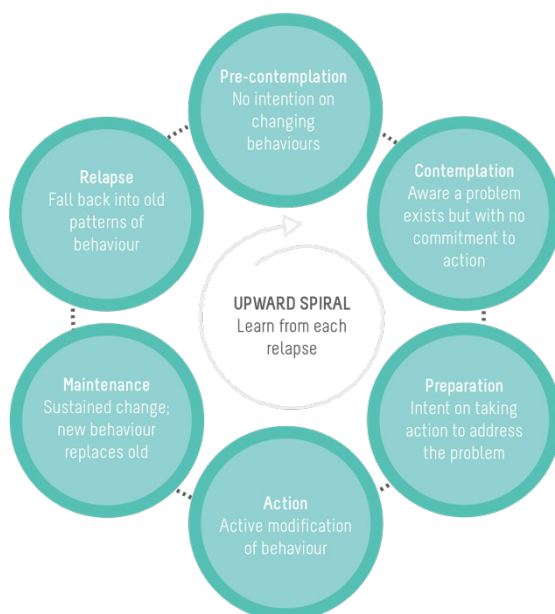 Pre-contemplation
No intention on
changing
behaviours
Contemplation
Aware a problem
exists but with no
commitment to
action
Preparation
Intent on taking
action to address
the problem
Action
Active modification
of behaviour
Maintenance
Sustained change;
new behaviour
replaces old
Relapse
Fall back into old
patterns of
behaviour
UPWARD SPIRAL
Learn from each
relapse